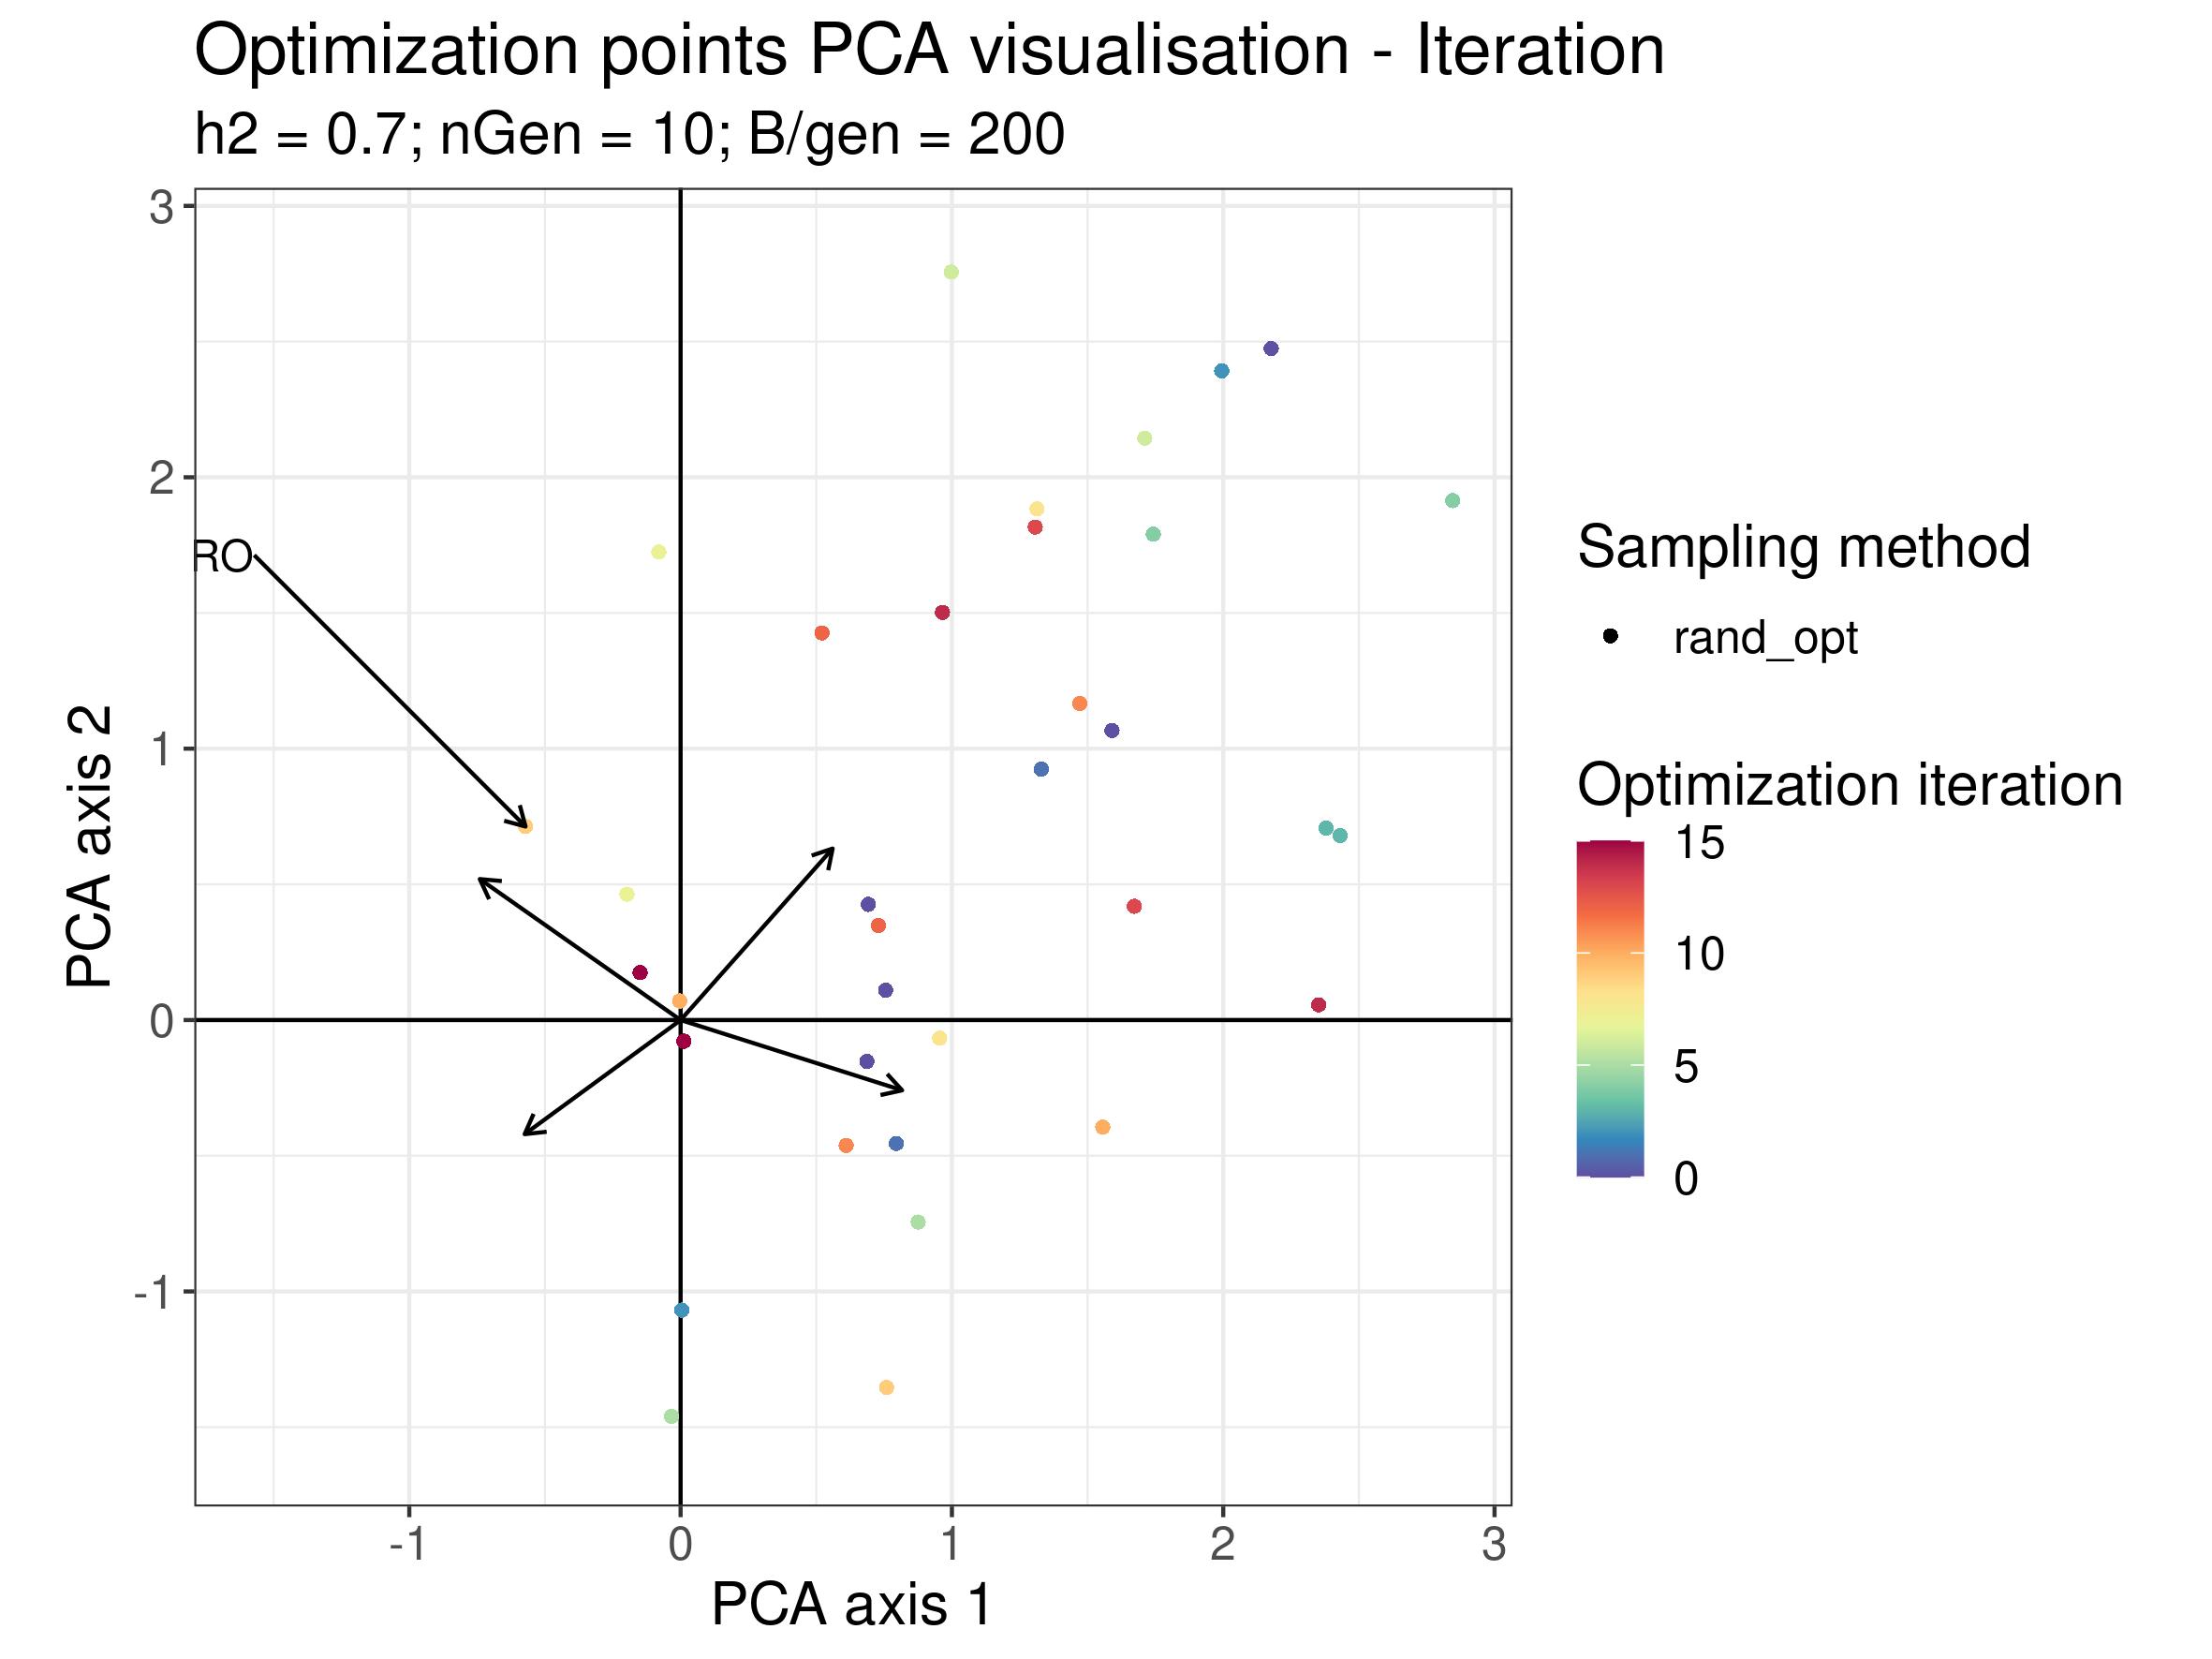 Optimization points PCA visualisation - Iteration
h2 = 0.7; nGen = 10; B/gen = 200
3
2
1
0
-1
PCA axis 2
RO
-1
0
1
2
3
PCA axis 1
Sampling method
rand_opt
Optimization iteration
15
10
5
0